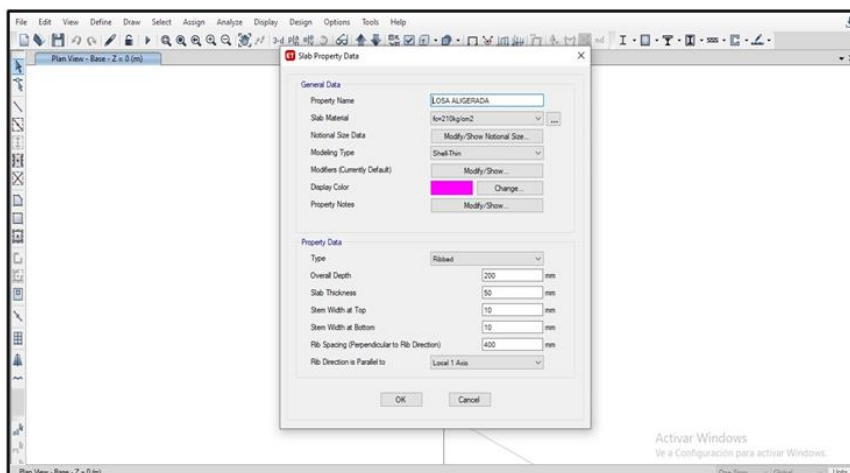 File Edit View Define Draw Select Assign Analyze Display Design Options Tools Help
Plan View - Base - Z = 0 (m)
ET Slab Property Data
General Data
Property Name LOSA ALIGERADA
Slab Material fc=210kg/cm2 ...
Notional Size Data Modify/Show Notional Size...
Modeling Type Shell-Thin
Modifiers (Currently Default) Modify/Show...
Display Color Change...
Property Notes Modify/Show...
Property Data
Type Ribbed
Overall Depth 200 mm
Slab Thickness 50 mm
Stem Width at Top 10 mm
Stem Width at Bottom 10 mm
Rib Spacing (Perpendicular to Rib Direction) 400 mm
Rib Direction is Parallel to Local 1 Axis
OK Cancel
Activar Windows
Ve a Configuración para activar Windows.
Plan View - Base - Z = 0 (m)